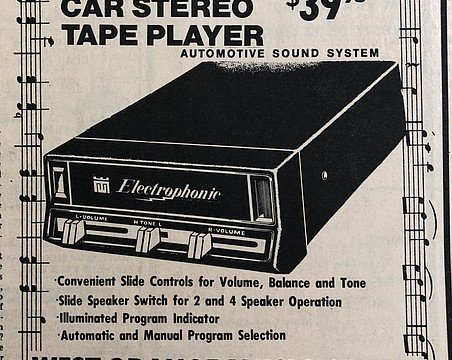 CAR STEREO $39
TAPE PLAYER
AUTOMOTIVE SOUND SYSTEM
Electrophonic
L-VOLUME H TONE L R-VOLUME
·Convenient Slide Controls for Volume, Balance and Tone
·Slide Speaker Switch for 2 and 4 Speaker Operation
·Illuminated Program Indicator
·Automatic and Manual Program Selection